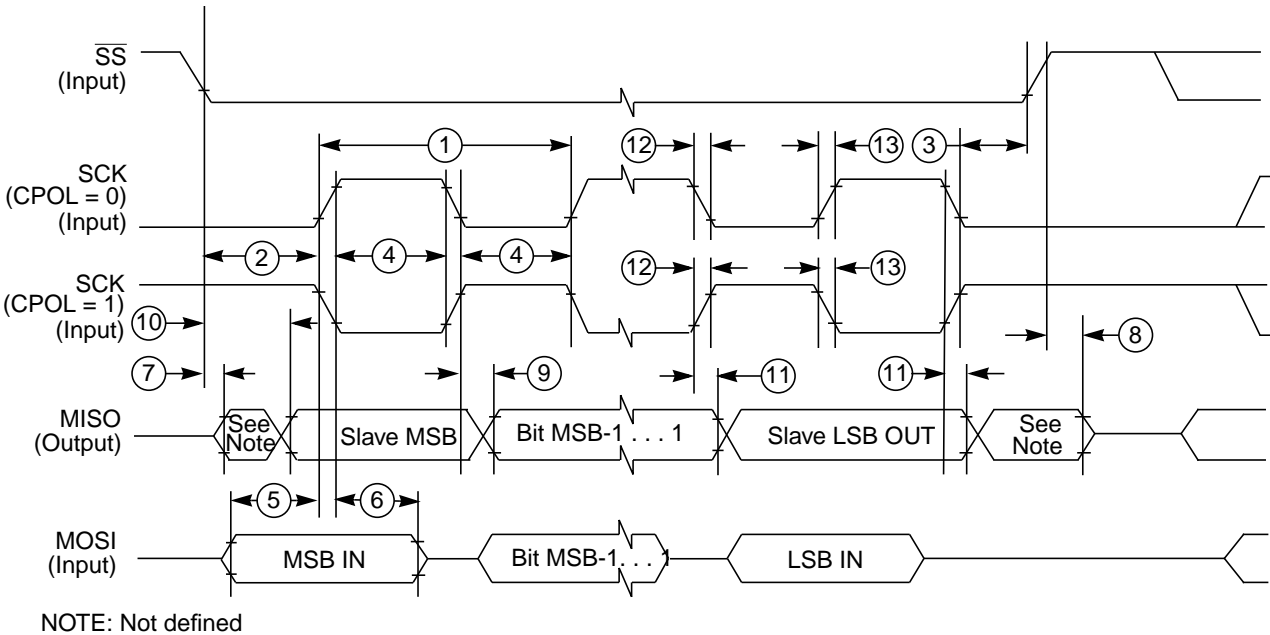 SS
(Input)
1
12
13
3
SCK
(CPOL = 0)
(Input)
2
4
4
12
13
SCK
(CPOL = 1)
(Input)
10
8
7
9
11
11
MISO
(Output)
See
Note
Slave MSB
Bit MSB-1 . . . 1
Slave LSB OUT
See
Note
5
6
MOSI
(Input)
MSB IN
Bit MSB-1. . . 1
LSB IN
NOTE: Not defined